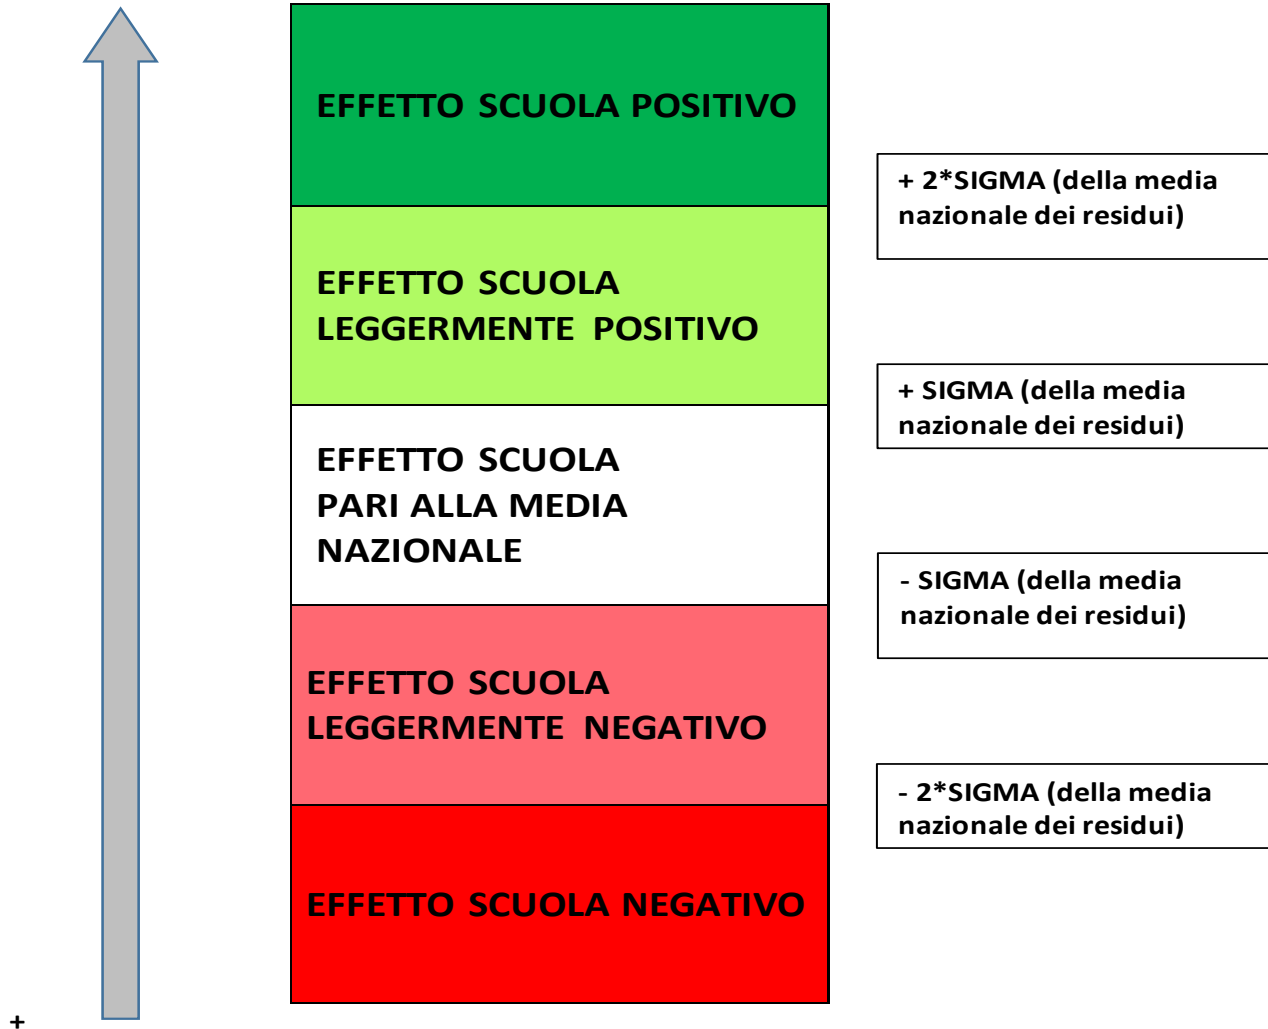 EFFETTO SCUOLA POSITIVO
+ 2*SIGMA (della media
nazionale dei residui)
EFFETTO SCUOLA
LEGGERMENTE POSITIVO
+ SIGMA (della media
nazionale dei residui)
EFFETTO SCUOLA
PARI ALLA MEDIA
NAZIONALE
- SIGMA (della media
nazionale dei residui)
EFFETTO SCUOLA
LEGGERMENTE NEGATIVO
- 2*SIGMA (della media
nazionale dei residui)
EFFETTO SCUOLA NEGATIVO
+